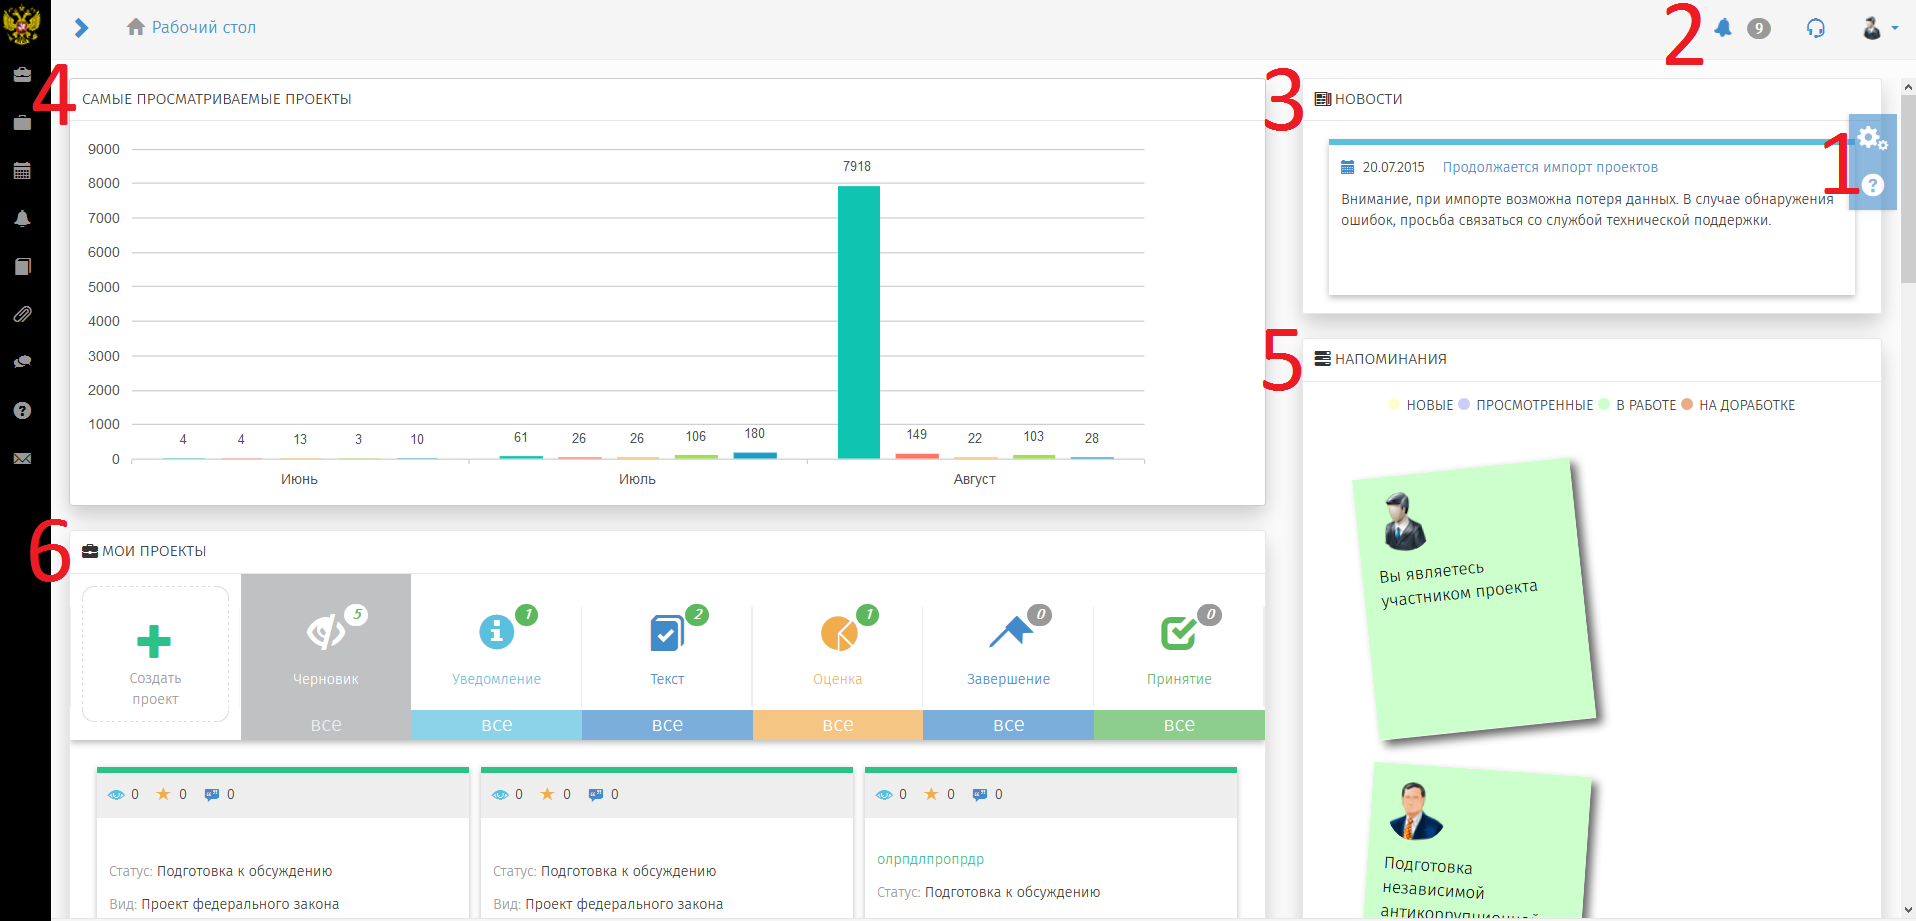 Рабочий стол
2
9
4
САМЫЕ ПРОСМАТРИВАЕМЫЕ ПРОЕКТЫ
9000
8000
7000
6000
5000
4000
3000
2000
1000
0
4
4
13
3
10
61
26
26
106
180
7918
149
22
103
28
Июнь
Июль
Август
3
НОВОСТИ
1
20.07.2015 Продолжается импорт проектов
Внимание, при импорте возможна потеря данных. В случае обнаружения
ошибок, просьба связаться со службой технической поддержки.
5
НАПОМИНАНИЯ
НОВЫЕ ПРОСМОТРЕННЫЕ В РАБОТЕ НА ДОРАБОТКЕ
Вы являетесь
участником проекта
Подготовка
независимой
антикоррупционной
6
МОИ ПРОЕКТЫ
Создать
проект
5
Черновик
все
1
Уведомление
все
2
Текст
все
1
Оценка
все
0
Завершение
все
0
Принятие
все
0 0 0
Статус: Подготовка к обсуждению
Вид: Проект федерального закона
0 0 0
Статус: Подготовка к обсуждению
Вид: Проект федерального закона
0 0 0
олрпдлпропрдр
Статус: Подготовка к обсуждению